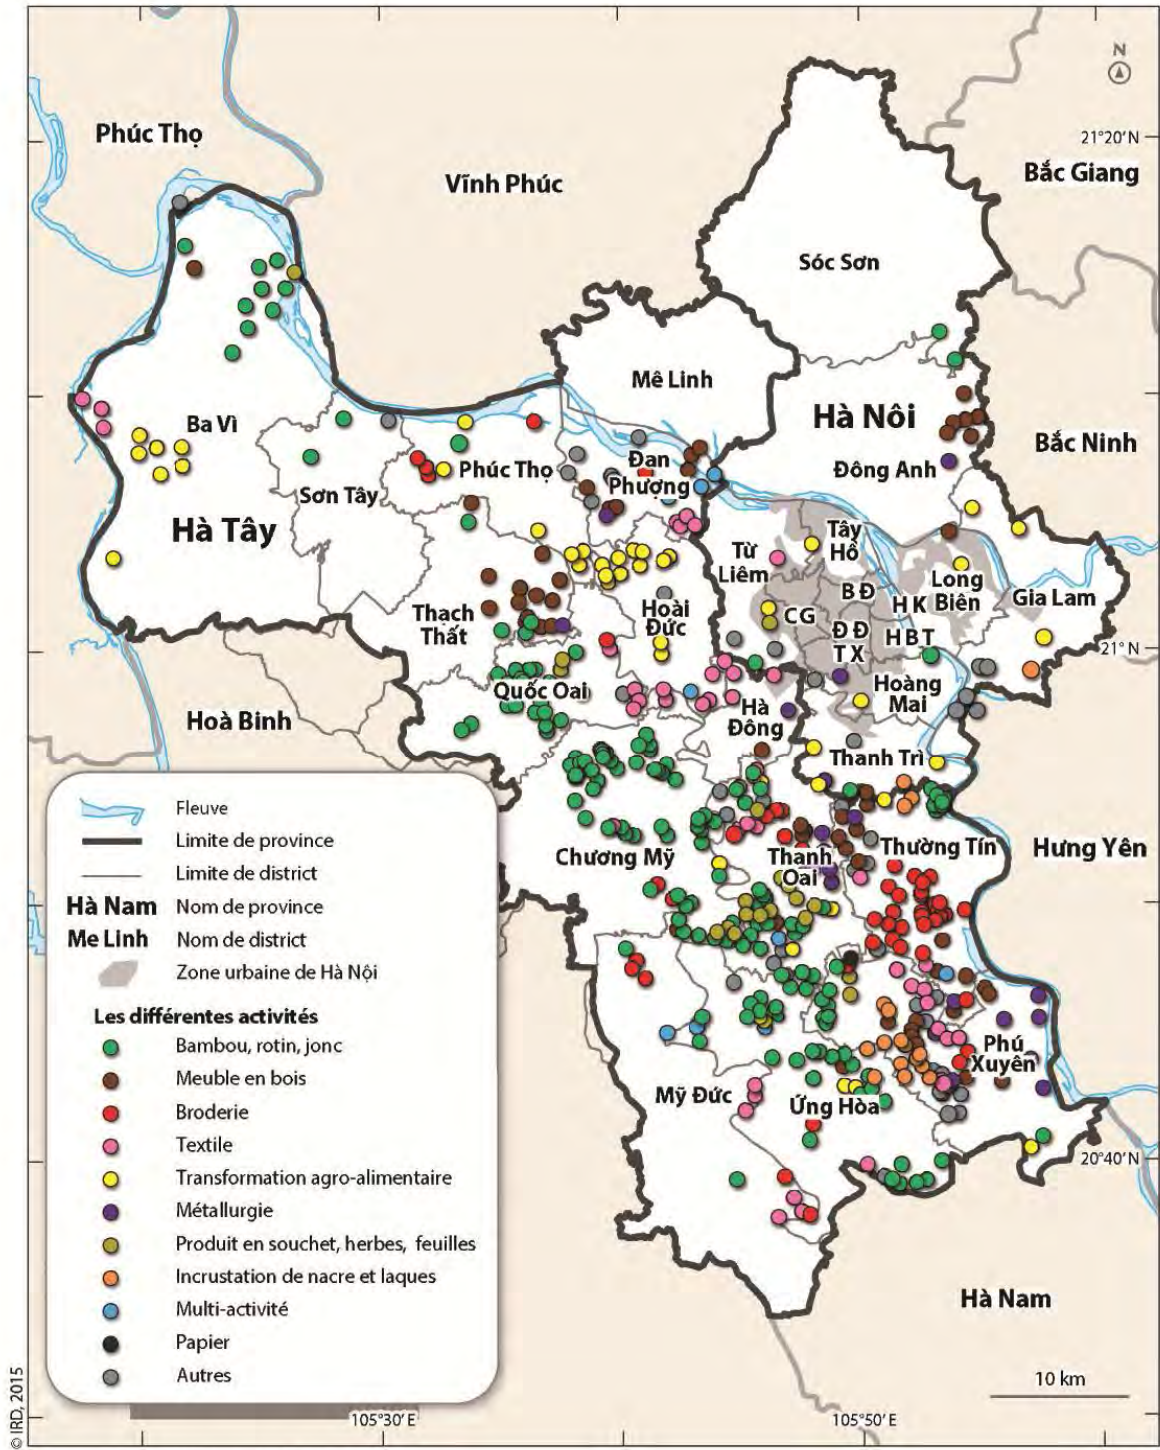 N
21°20' N
Phúc Thọ
Vĩnh Phúc
Bắc Giang
Sóc Sơn
Mê Linh
Hà Nôi
Ba Vì
Bắc Ninh
Đông Anh
Đan
Phượng
Phúc Thọ
Sơn Tây
Hà Tây
Tây
Hồ
Từ
Liêm
Long
Biên
Gia Lam
B Đ
H K
CG
Đ Đ
H B T
T X
Thạch
Thất
Hoài
Đức
21° N
Quốc Oai
Hoàng
Mai
Hoà Binh
Hà
Đông
Thanh Trì
Chương Mỹ
Thanh
Oai
Thường Tín
Hưng Yên
Phú
Xuyên
Mỹ Đức
Ứng Hòa
20°40' N
Hà Nam
Fleuve
Limite de province
Limite de district
Hà Nam Nom de province
Me Linh Nom de district
Zone urbaine de Hà Nội
Les différentes activités
Bambou, rotin, jonc
Meuble en bois
Broderie
Textile
Transformation agro-alimentaire
Métallurgie
Produit en souchet, herbes, feuilles
Incrustation de nacre et laques
Multi-activité
Papier
Autres
10 km
105°30' E
105°50' E
© IRD, 2015